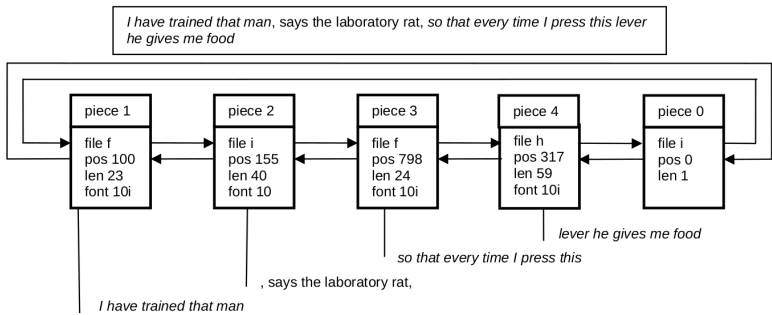 I have trained that man, says the laboratory rat, so that every time I press this lever
he gives me food
piece 1
file f
pos 100
len 23
font 10i
piece 2
file i
pos 155
len 40
font 10
piece 3
file f
pos 798
len 24
font 10i
piece 4
file h
pos 317
len 59
font 10i
piece 0
file i
pos 0
len 1
lever he gives me food
so that every time I press this
, says the laboratory rat,
I have trained that man